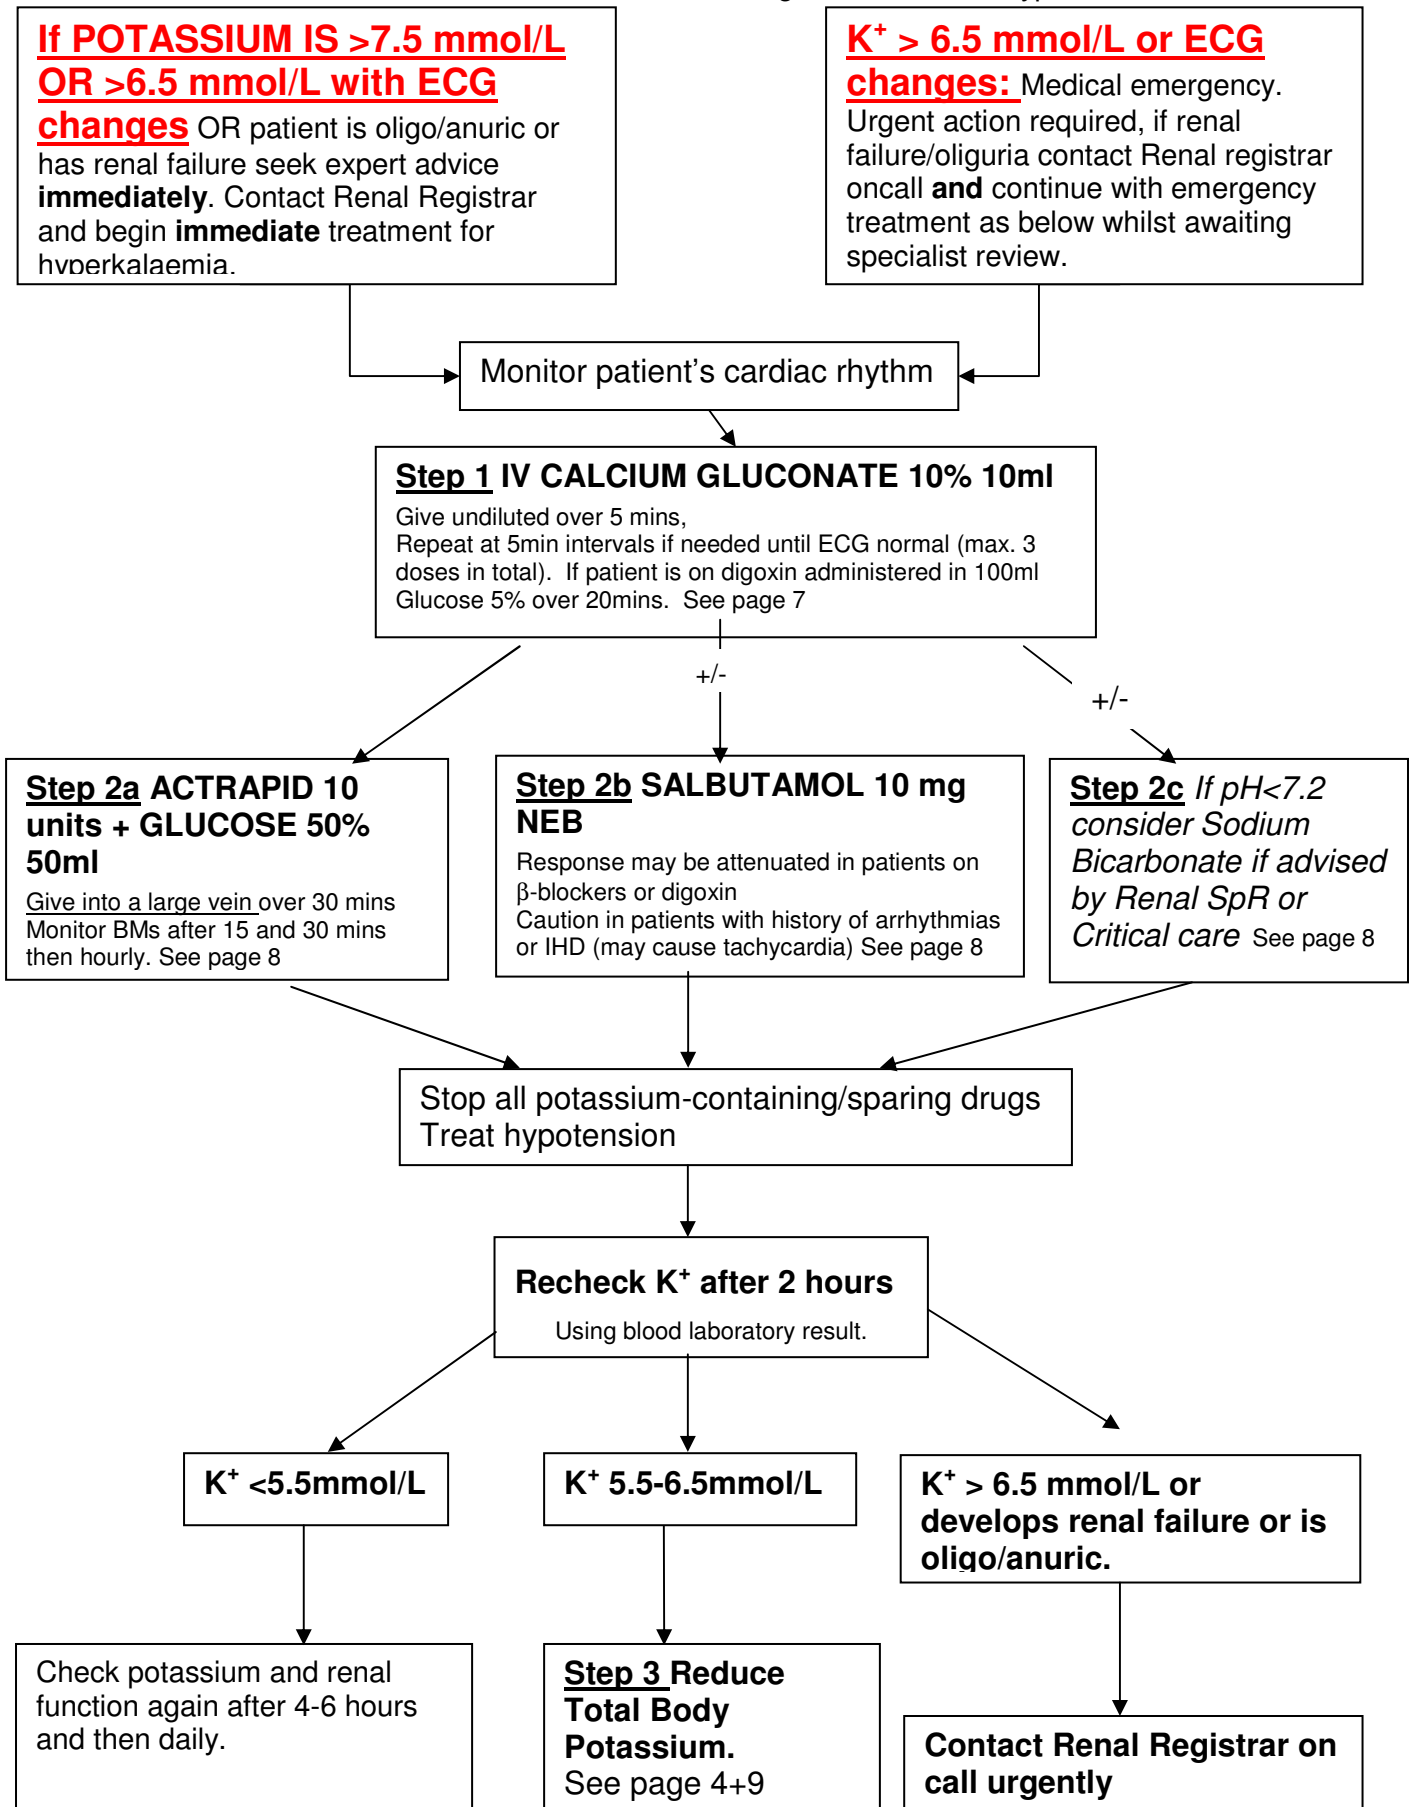 If POTASSIUM IS >7.5 mmol/L
OR >6.5 mmol/L with ECG
changes OR patient is oligo/anuric or
has renal failure seek expert advice
immediately. Contact Renal Registrar
and begin immediate treatment for
hyperkalaemia.
K+ > 6.5 mmol/L or ECG
changes: Medical emergency.
Urgent action required, if renal
failure/oliguria contact Renal registrar
oncall and continue with emergency
treatment as below whilst awaiting
specialist review.
Monitor patient's cardiac rhythm
Step 1 IV CALCIUM GLUCONATE 10% 10ml
Give undiluted over 5 mins,
Repeat at 5min intervals if needed until ECG normal (max. 3
doses in total). If patient is on digoxin administered in 100ml
Glucose 5% over 20mins. See page 7
+/-
+/-
Step 2a ACTRAPID 10
units + GLUCOSE 50%
50ml
Give into a large vein over 30 mins
Monitor BMs after 15 and 30 mins
then hourly. See page 8
Step 2b SALBUTAMOL 10 mg
NEB
Response may be attenuated in patients on
β-blockers or digoxin
Caution in patients with history of arrhythmias
or IHD (may cause tachycardia) See page 8
Step 2c If pH<7.2
consider Sodium
Bicarbonate if advised
by Renal SpR or
Critical care See page 8
Stop all potassium-containing/sparing drugs
Treat hypotension
Recheck K+ after 2 hours
Using blood laboratory result.
K+ <5.5mmol/L
K+ 5.5-6.5mmol/L
K+ > 6.5 mmol/L or
develops renal failure or is
oligo/anuric.
Check potassium and renal
function again after 4-6 hours
and then daily.
Step 3 Reduce
Total Body
Potassium.
See page 4+9
Contact Renal Registrar on
call urgently